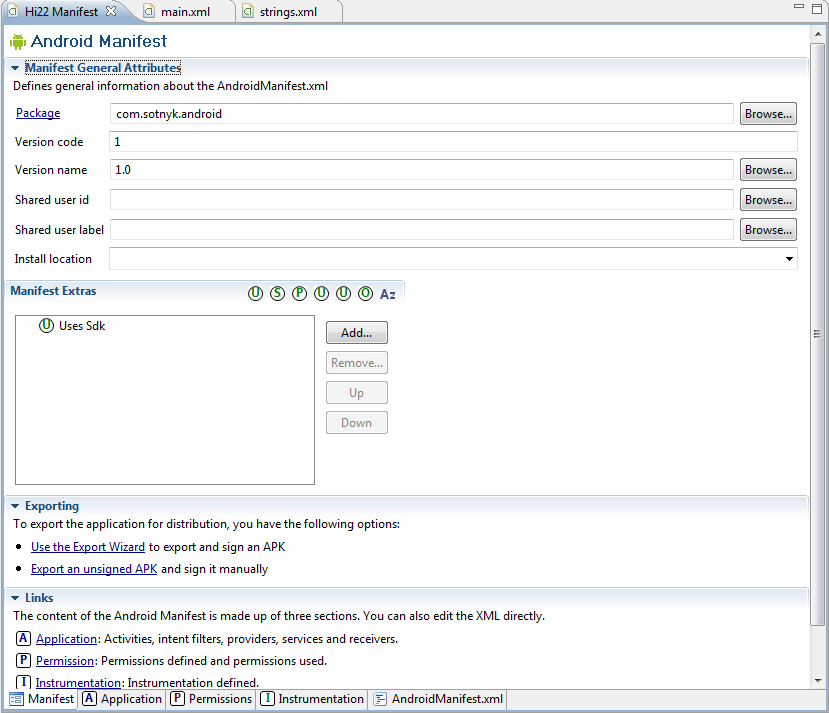 Hi22 Manifest main.xml strings.xml
Android Manifest
Manifest General Attributes
Defines general information about the AndroidManifest.xml
Package com.sotnyk.android Browse...
Version code 1
Version name 1.0 Browse...
Shared user id Browse...
Shared user label Browse...
Install location
Manifest Extras U S P U U O Az
U Uses Sdk
Add...
Remove...
Up
Down
Exporting
To export the application for distribution, you have the following options:
Use the Export Wizard to export and sign an APK
Export an unsigned APK and sign it manually
Links
The content of the Android Manifest is made up of three sections. You can also edit the XML directly.
A Application: Activities, intent filters, providers, services and receivers.
P Permission: Permissions defined and permissions used.
I Instrumentation: Instrumentation defined.
Manifest A Application P Permissions I Instrumentation AndroidManifest.xml